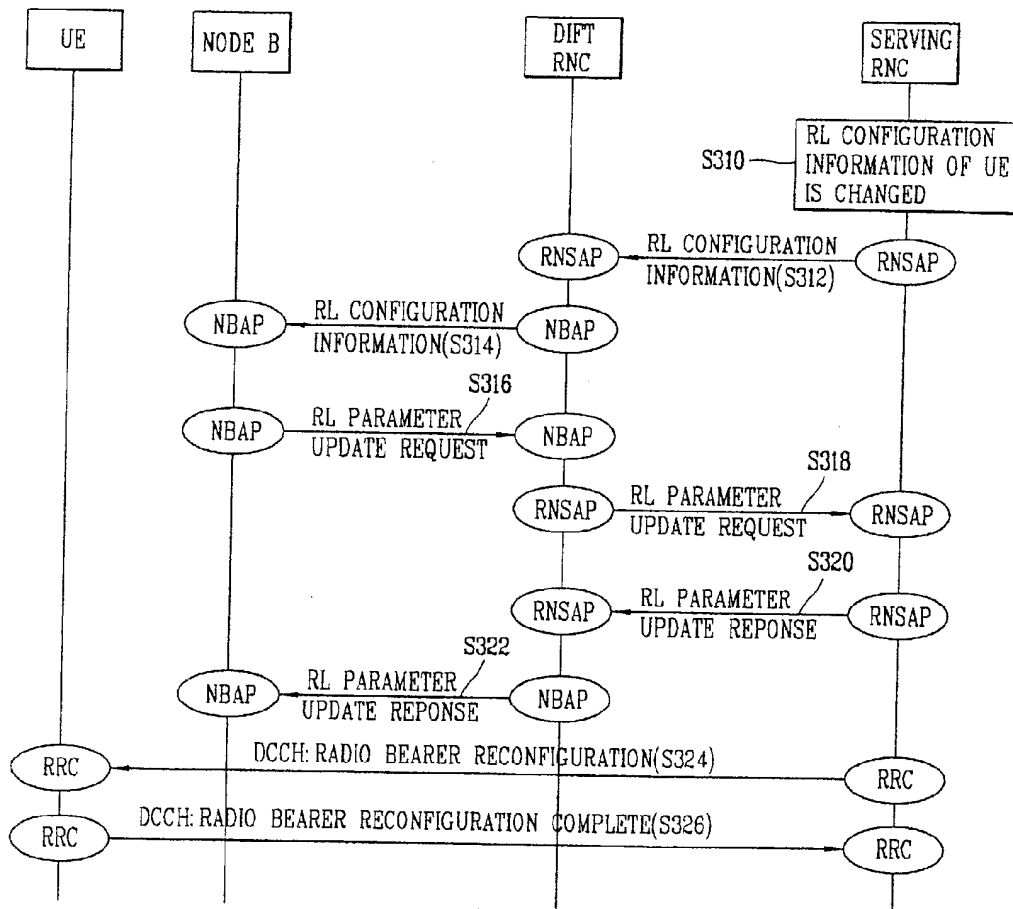 UE
NODE B
DIFT
RNC
SERVING
RNC
S310
RL CONFIGURATION
INFORMATION OF UE
IS CHANGED
RNSAP
RL CONFIGURATION
INFORMATION(S312)
RNSAP
NBAP
RL CONFIGURATION
INFORMATION(S314)
NBAP
S316
NBAP
RL PARAMETER
UPDATE REQUEST
NBAP
S318
RNSAP
RL PARAMETER
UPDATE REQUEST
RNSAP
S320
RNSAP
RL PARAMETER
UPDATE REPONSE
RNSAP
S322
NBAP
RL PARAMETER
UPDATE REPONSE
NBAP
RRC
DCCH:RADIO BEARER RECONFIGURATION(S324)
RRC
RRC
DCCH:RADIO BEARER RECONFIGURATION COMPLETE(S326)
RRC